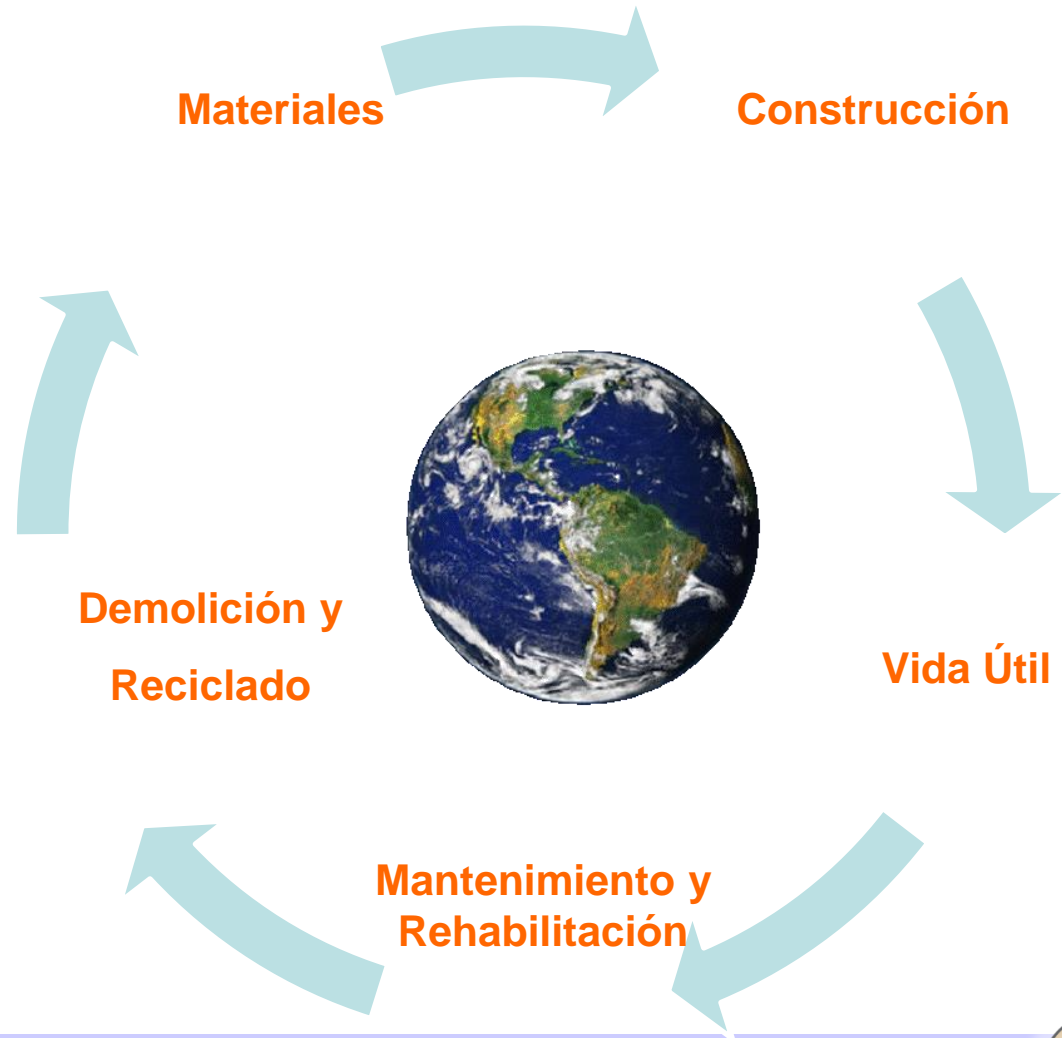 Materiales
Construcción
Vida Útil
Mantenimiento y
Rehabilitación
Demolición y
Reciclado